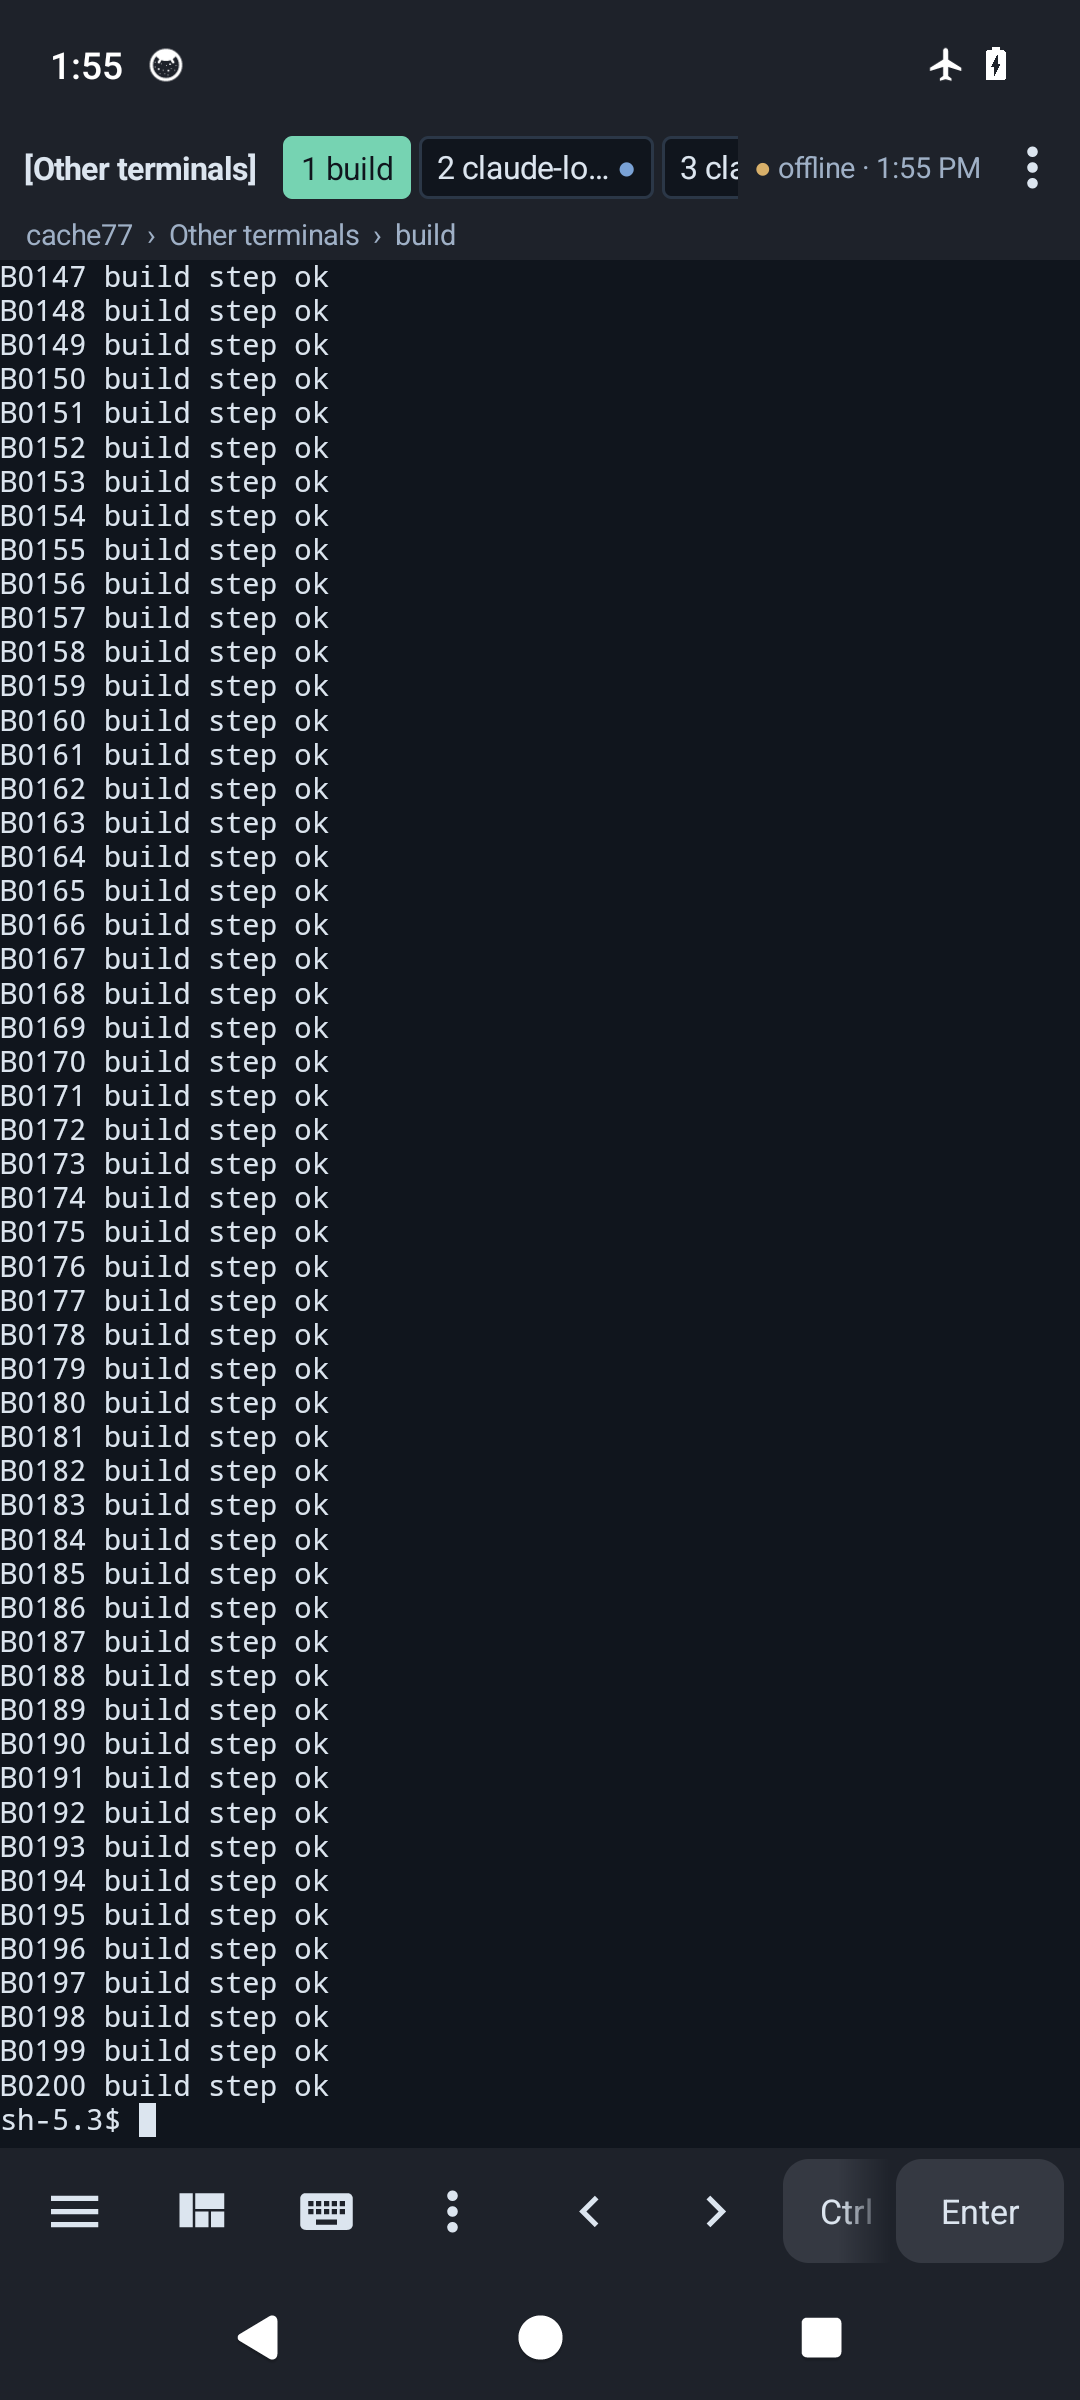 1:55
[Other terminals] 1 build 2 claude-lo... 3 cla offline · 1:55 PM
cache77 › Other terminals › build
B0147 build step ok
B0148 build step ok
B0149 build step ok
B0150 build step ok
B0151 build step ok
B0152 build step ok
B0153 build step ok
B0154 build step ok
B0155 build step ok
B0156 build step ok
B0157 build step ok
B0158 build step ok
B0159 build step ok
B0160 build step ok
B0161 build step ok
B0162 build step ok
B0163 build step ok
B0164 build step ok
B0165 build step ok
B0166 build step ok
B0167 build step ok
B0168 build step ok
B0169 build step ok
B0170 build step ok
B0171 build step ok
B0172 build step ok
B0173 build step ok
B0174 build step ok
B0175 build step ok
B0176 build step ok
B0177 build step ok
B0178 build step ok
B0179 build step ok
B0180 build step ok
B0181 build step ok
B0182 build step ok
B0183 build step ok
B0184 build step ok
B0185 build step ok
B0186 build step ok
B0187 build step ok
B0188 build step ok
B0189 build step ok
B0190 build step ok
B0191 build step ok
B0192 build step ok
B0193 build step ok
B0194 build step ok
B0195 build step ok
B0196 build step ok
B0197 build step ok
B0198 build step ok
B0199 build step ok
B0200 build step ok
sh-5.3$
Ctrl Enter